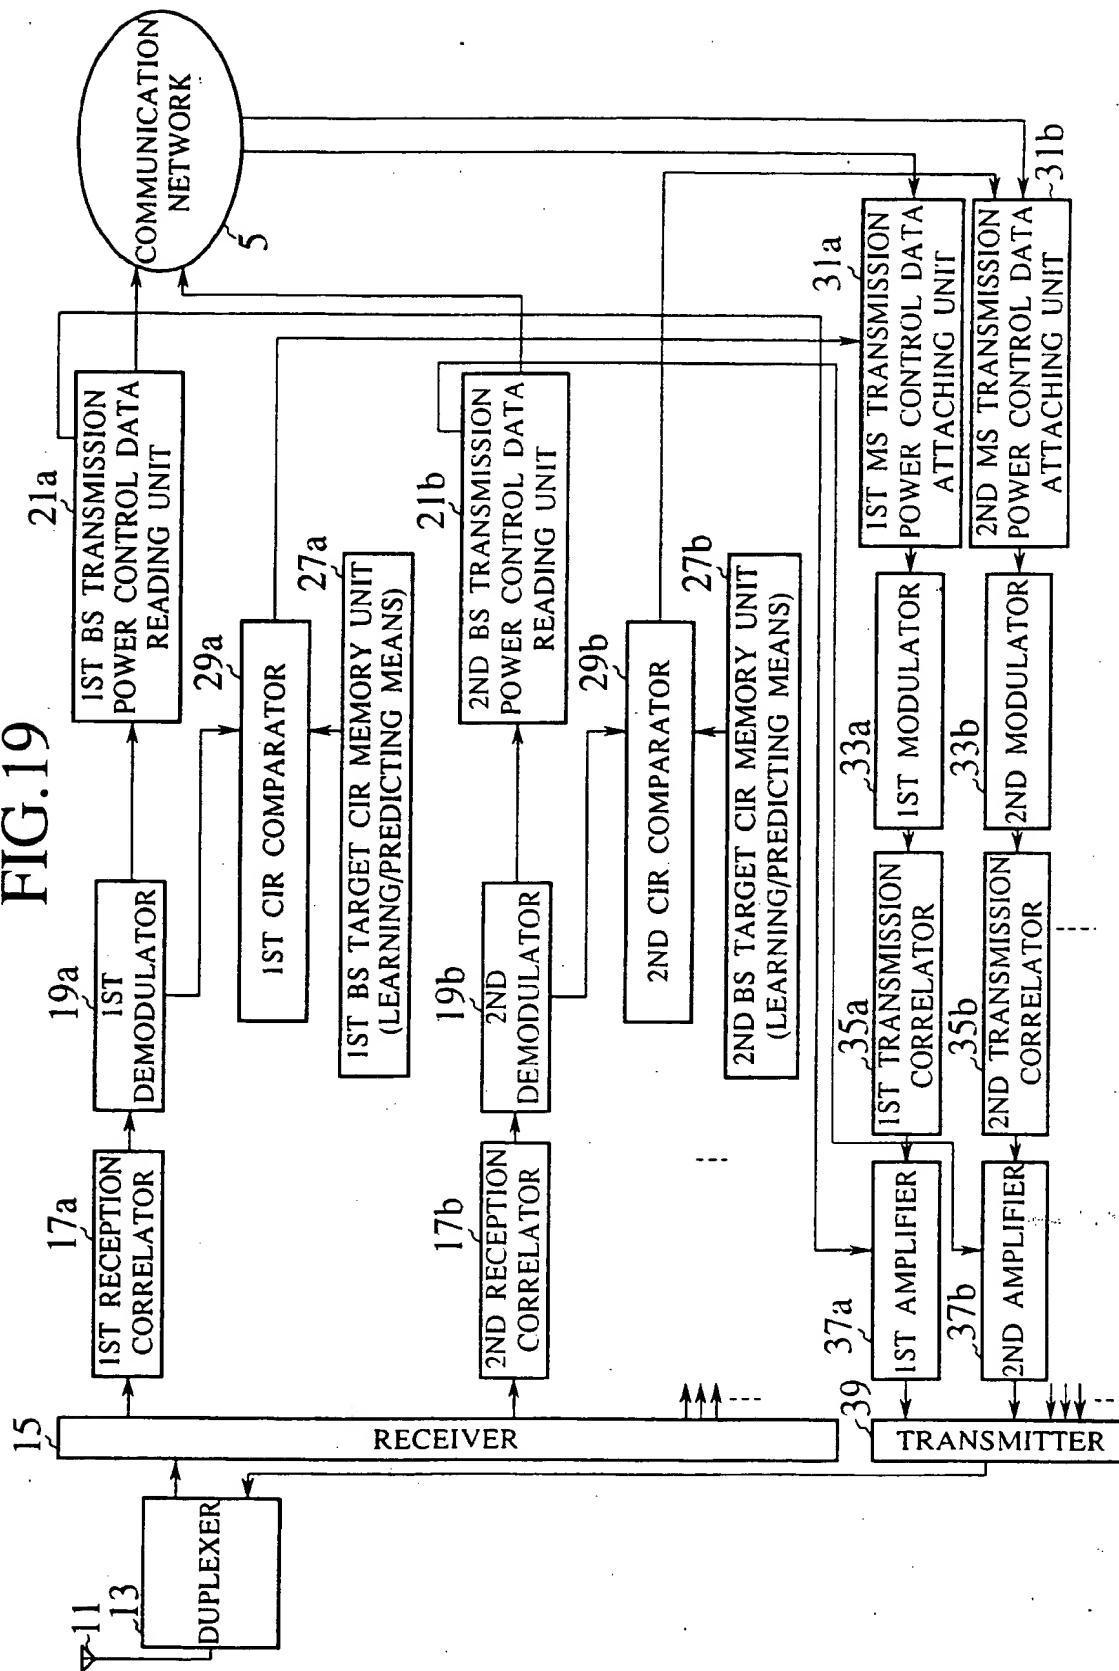 FIG.19
11
13
DUPLEXER
15
RECEIVER
17a
1ST RECEPTION
CORRELATOR
19a
1ST
DEMODULATOR
21a
1ST BS TRANSMISSION
POWER CONTROL DATA
READING UNIT
COMMUNICATION
NETWORK
5
29a
1ST CIR COMPARATOR
27a
1ST BS TARGET CIR MEMORY UNIT
(LEARNING/PREDICTING MEANS)
17b
2ND RECEPTION
CORRELATOR
19b
2ND
DEMODULATOR
21b
2ND BS TRANSMISSION
POWER CONTROL DATA
READING UNIT
29b
2ND CIR COMPARATOR
27b
2ND BS TARGET CIR MEMORY UNIT
(LEARNING/PREDICTING MEANS)
39
TRANSMITTER
37a
1ST AMPLIFIER
35a
1ST TRANSMISSION
CORRELATOR
33a
1ST MODULATOR
31a
1ST MS TRANSMISSION
POWER CONTROL DATA
ATTACHING UNIT
37b
2ND AMPLIFIER
35b
2ND TRANSMISSION
CORRELATOR
33b
2ND MODULATOR
31b
2ND MS TRANSMISSION
POWER CONTROL DATA
ATTACHING UNIT